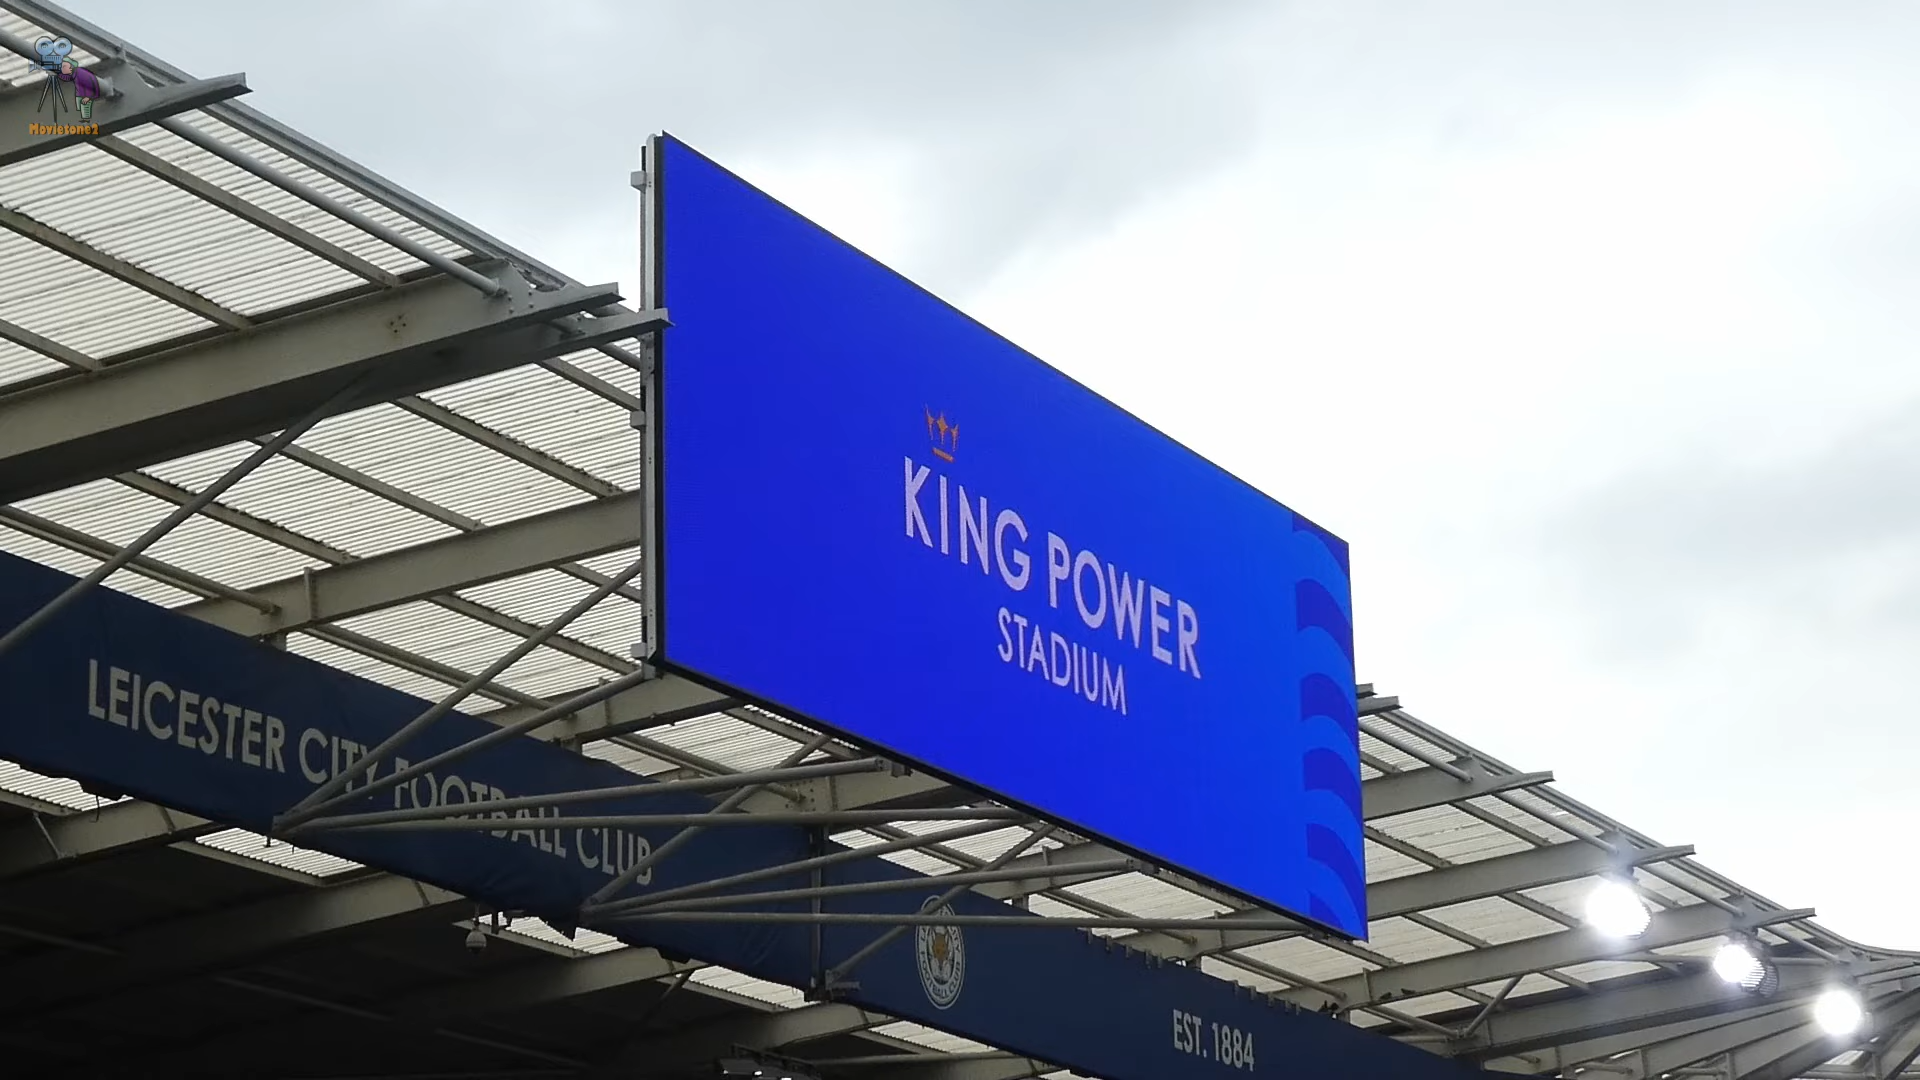 Movietone2
KING POWER
STADIUM
LEICESTER CITY FOOTBALL CLUB
EST. 1884